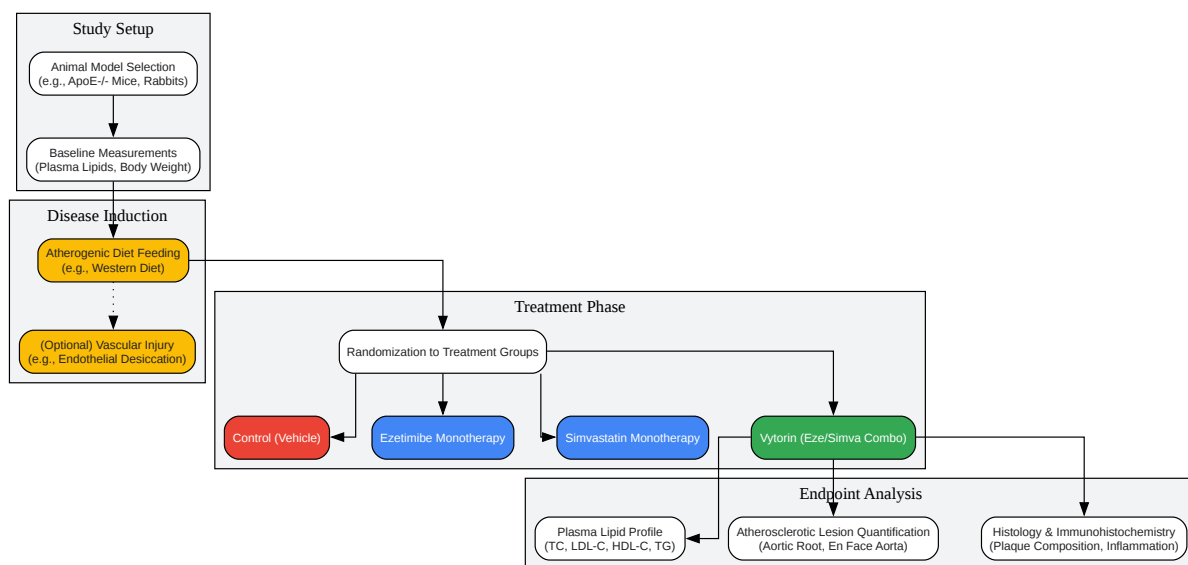 Study Setup
Animal Model Selection
(e.g., ApoE-/- Mice, Rabbits)
Baseline Measurements
(Plasma Lipids, Body Weight)
Disease Induction
Atherogenic Diet Feeding
(e.g., Western Diet)
(Optional) Vascular Injury
(e.g., Endothelial Desiccation)
Treatment Phase
Randomization to Treatment Groups
Control (Vehicle)
Ezetimibe Monotherapy
Simvastatin Monotherapy
Vytorin (Eze/Simva Combo)
Endpoint Analysis
Plasma Lipid Profile
(TC, LDL-C, HDL-C, TG)
Atherosclerotic Lesion Quantification
(Aortic Root, En Face Aorta)
Histology & Immunohistochemistry
(Plaque Composition, Inflammation)